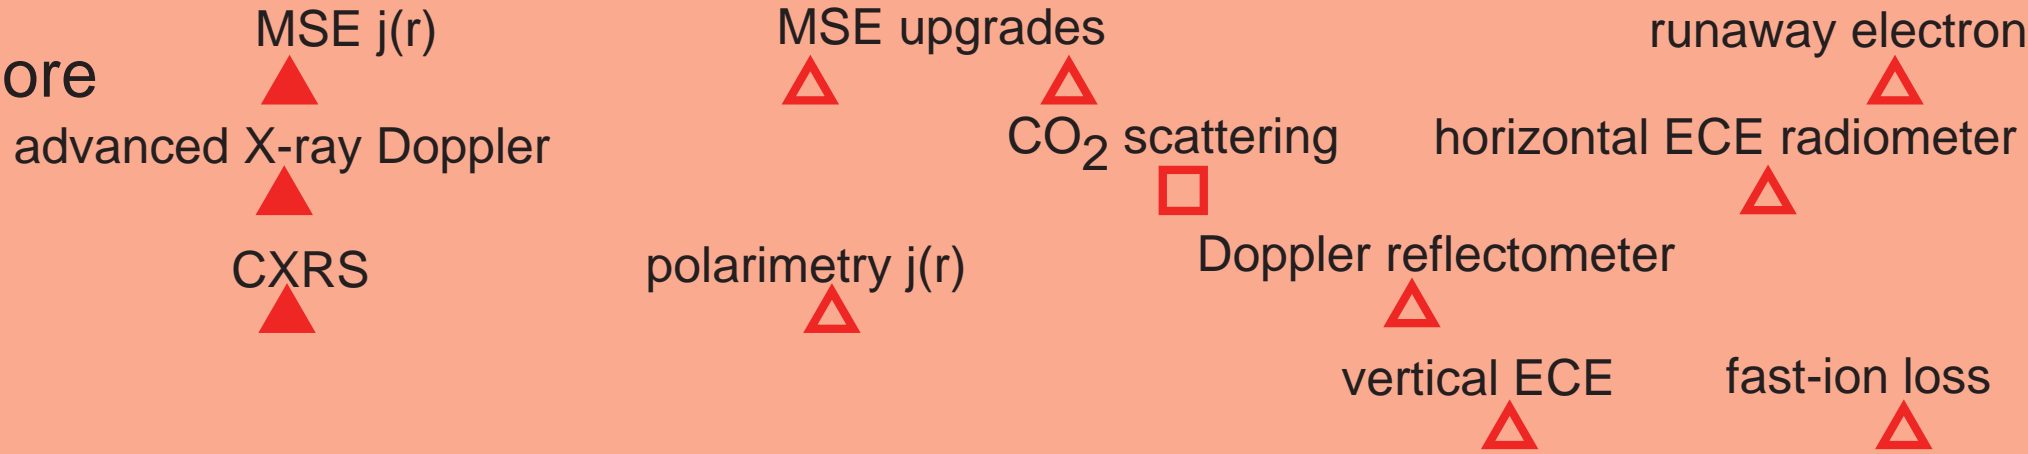 MSE j(r) MSE upgrades runaway electron
ore
advanced X-ray Doppler CO2 scattering horizontal ECE radiometer
CXRS polarimetry j(r) Doppler reflectometer
vertical ECE fast-ion loss